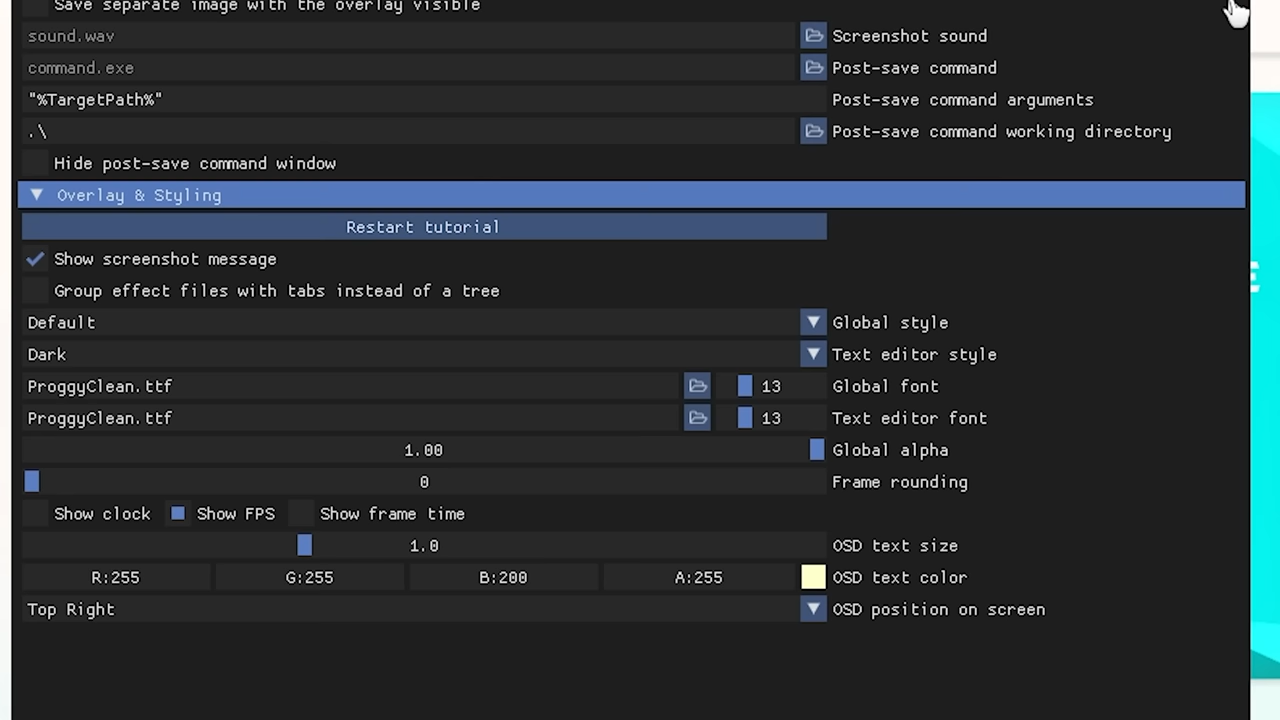 Save separate image with the overlay visible
sound.wav Screenshot sound
command.exe Post-save command
"%TargetPath%" Post-save command arguments
.\ Post-save command working directory
Hide post-save command window
Overlay & Styling
Restart tutorial
Show screenshot message
Group effect files with tabs instead of a tree
Default Global style
Dark Text editor style
ProggyClean.ttf 13 Global font
ProggyClean.ttf 13 Text editor font
1.00 Global alpha
0 Frame rounding
Show clock Show FPS Show frame time
1.0 OSD text size
R:255 G:255 B:200 A:255 OSD text color
Top Right OSD position on screen